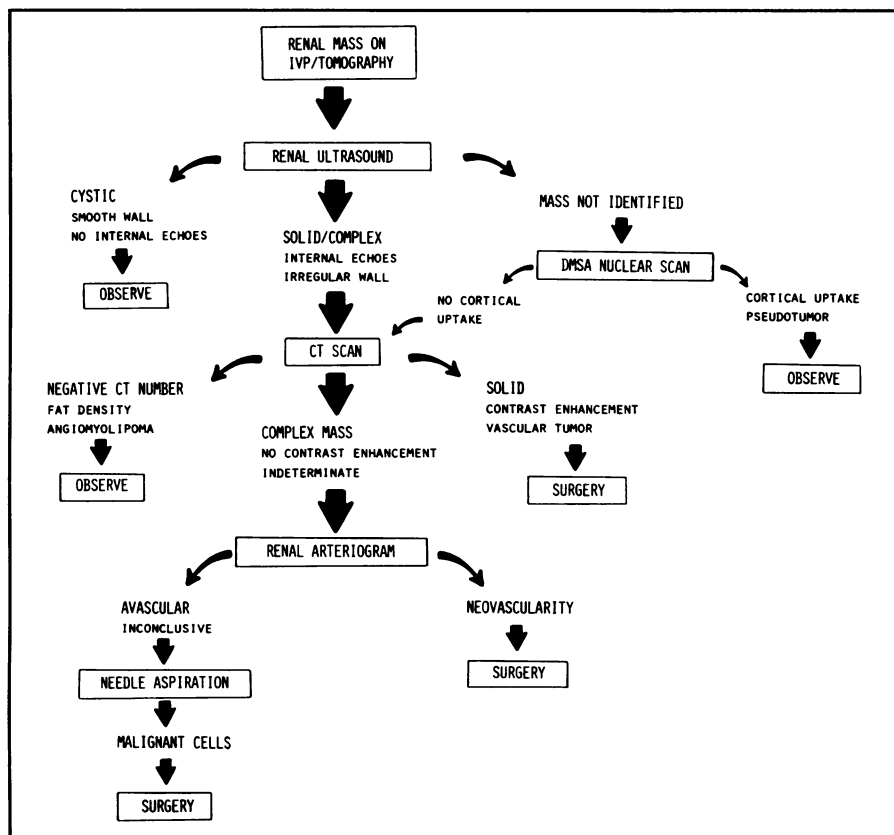 RENAL MASS ON
IVP/TOMOGRAPHY
RENAL ULTRASOUND
CYSTIC
SMOOTH WALL
NO INTERNAL ECHOES
OBSERVE
SOLID/COMPLEX
INTERNAL ECHOES
IRREGULAR WALL
MASS NOT IDENTIFIED
DMSA NUCLEAR SCAN
NO CORTICAL
UPTAKE
CORTICAL UPTAKE
PSEUDOTUMOR
OBSERVE
CT SCAN
NEGATIVE CT NUMBER
FAT DENSITY
ANGIOMYOLIPOMA
OBSERVE
COMPLEX MASS
NO CONTRAST ENHANCEMENT
INDETERMINATE
SOLID
CONTRAST ENHANCEMENT
VASCULAR TUMOR
SURGERY
RENAL ARTERIOGRAM
AVASCULAR
INCONCLUSIVE
NEEDLE ASPIRATION
MALIGNANT CELLS
SURGERY
NEOVASCULARITY
SURGERY